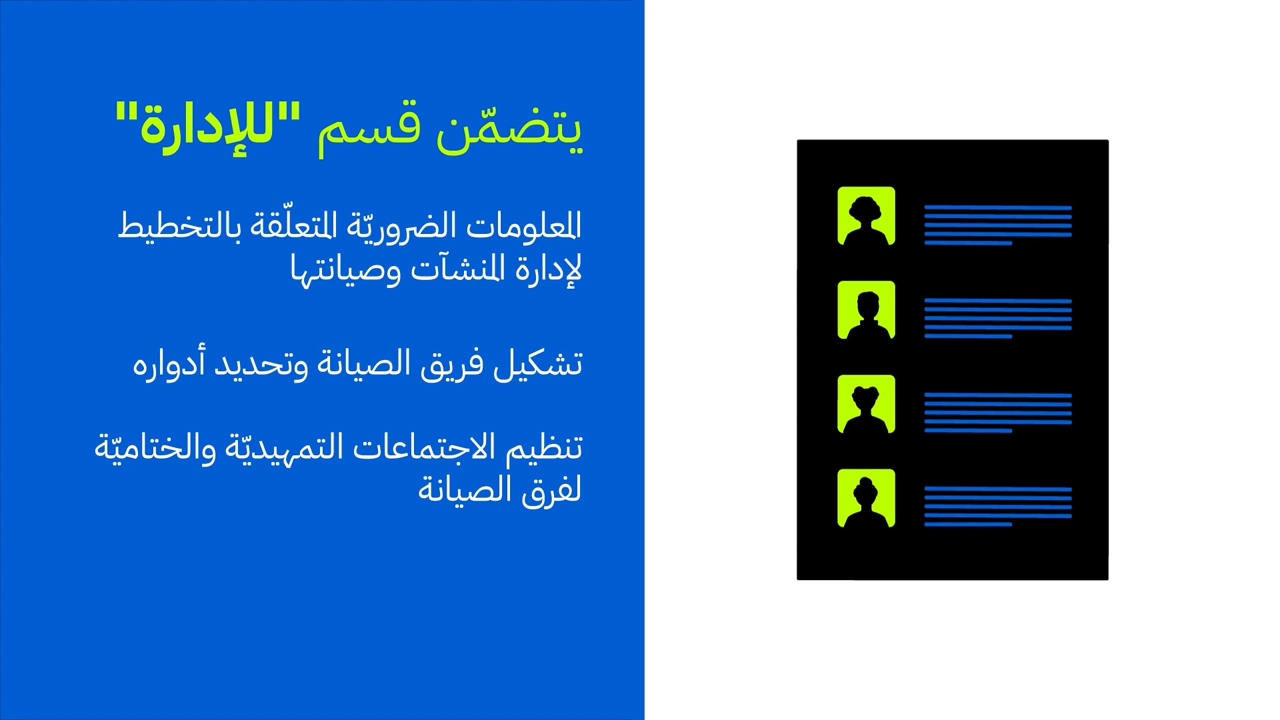 يتضمّن قسم "للإدارة"
المعلومات الضروريّة المتعلّقة بالتخطيط
لإدارة المنشآت وصيانتها
تشكيل فريق الصيانة وتحديد أدواره
تنظيم الاجتماعات التمهيديّة والختاميّة
لفرق الصيانة